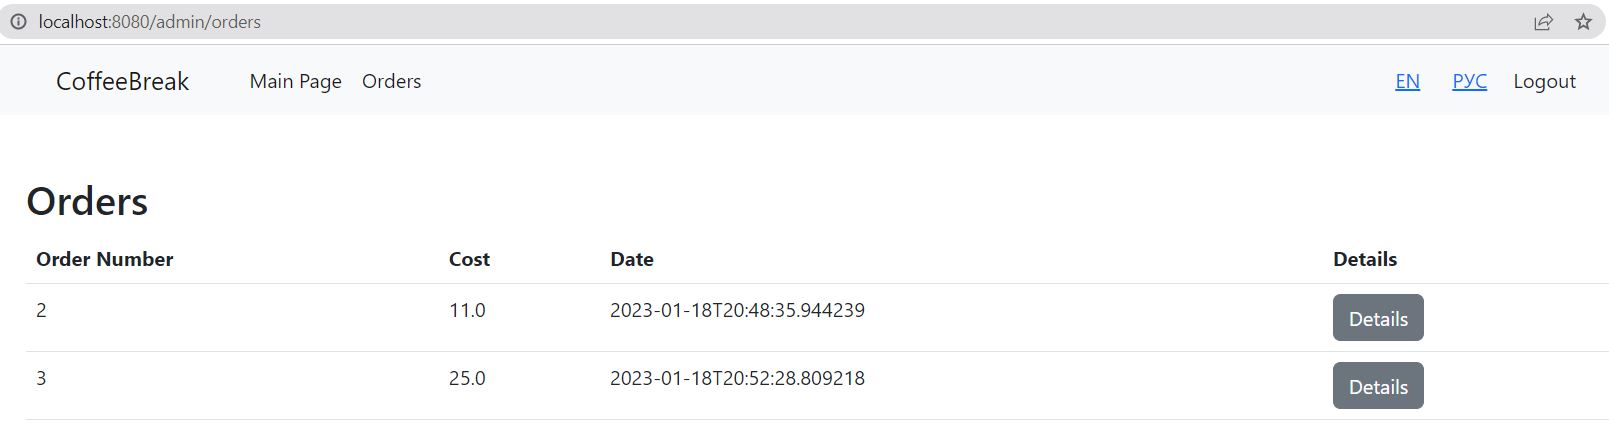 localhost:8080/admin/orders
CoffeeBreak Main Page Orders EN РУС Logout
Orders
Order Number Cost Date Details
2 11.0 2023-01-18T20:48:35.944239 Details
3 25.0 2023-01-18T20:52:28.809218 Details